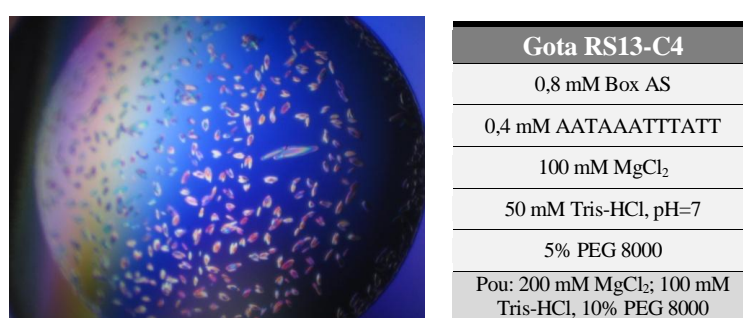 Gota RS13-C4
0,8 mM Box AS
0,4 mM AATAAATTTATT
100 mM MgCl₂
50 mM Tris-HCl, pH=7
5% PEG 8000
Pou: 200 mM MgCl₂; 100 mM
Tris-HCl, 10% PEG 8000